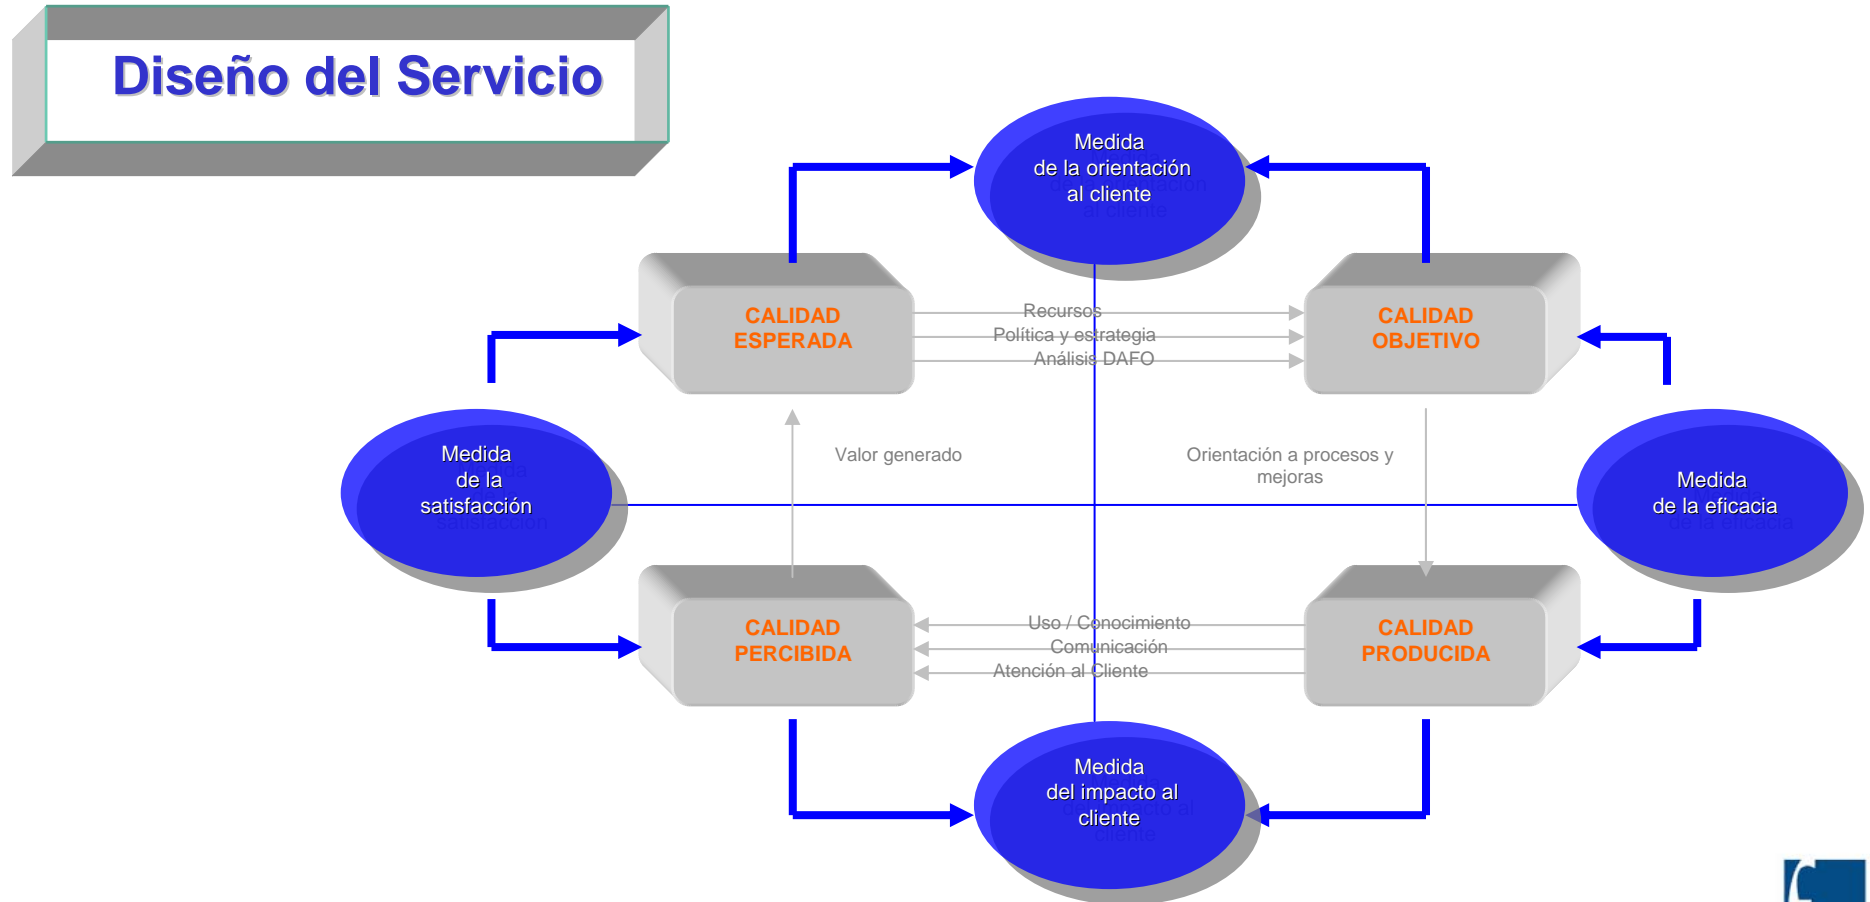 Diseño del Servicio
Medida
de la orientación
al cliente
CALIDAD
ESPERADA
Recursos
Política y estrategia
Análisis DAFO
CALIDAD
OBJETIVO
Medida
de la
satisfacción
Valor generado
Orientación a procesos y
mejoras
Medida
de la eficacia
CALIDAD
PERCIBIDA
Uso / Conocimiento
Comunicación
Atención al Cliente
CALIDAD
PRODUCIDA
Medida
del impacto al
cliente